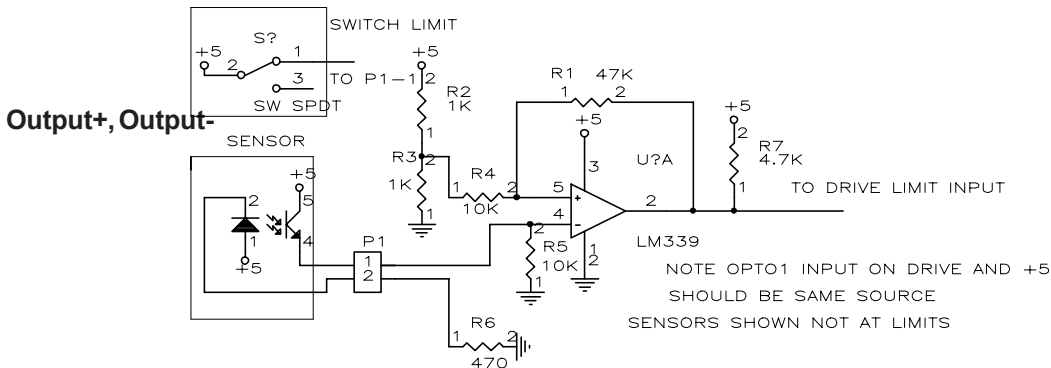 SWITCH LIMIT
S?
+5
2
1
3
TO P1-1
SW SPDT
Output+, Output-
SENSOR
+5
2
5
1
4
+5
P1
1
2
+5
2
R2
1K
1
R3
2
1K
1
R1
47K
1
2
+5
3
U?A
R4
1
2
10K
5
+
4
-
2
1
2
LM339
2
R5
10K
1
R6
1
2
470
+5
2
R7
4.7K
1
TO DRIVE LIMIT INPUT
NOTE OPTO1 INPUT ON DRIVE AND +5
SHOULD BE SAME SOURCE
SENSORS SHOWN NOT AT LIMITS